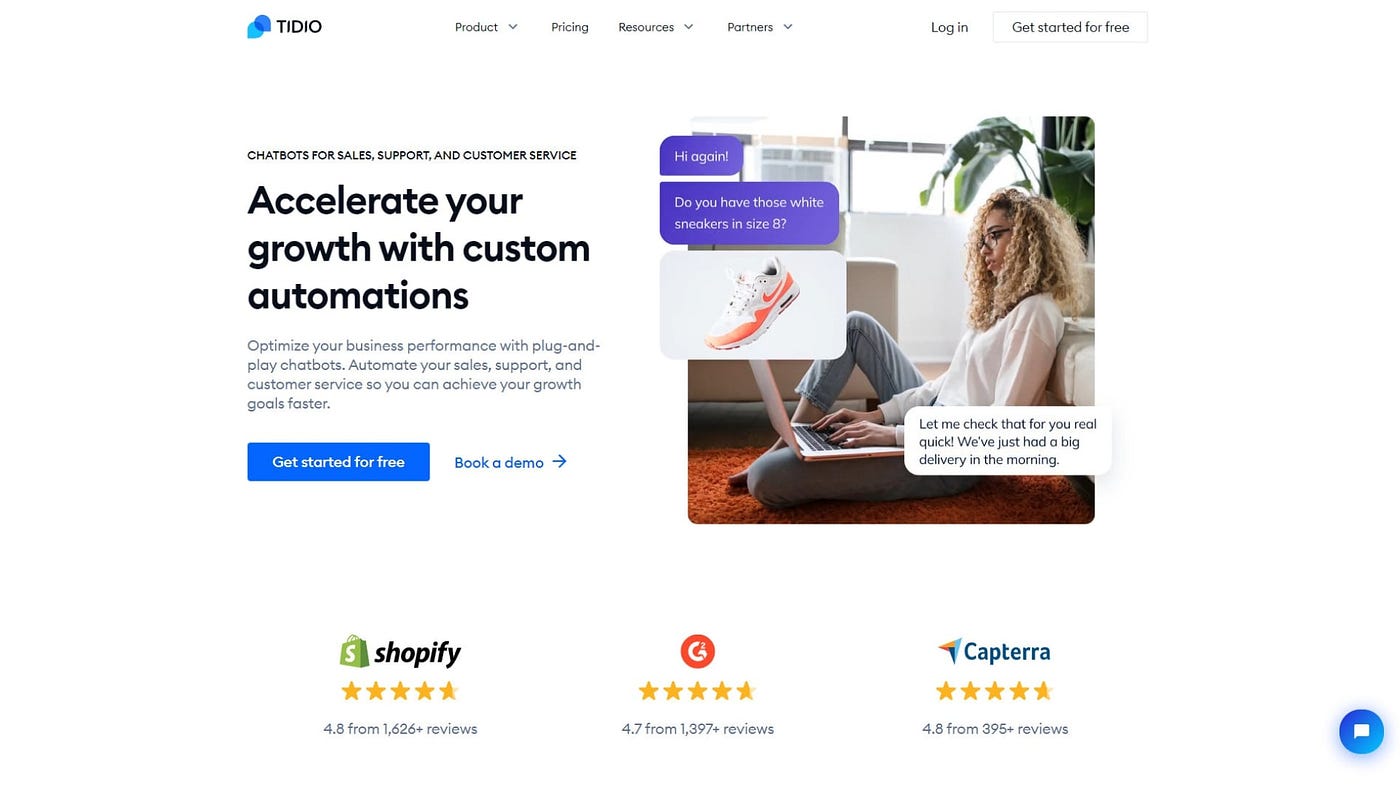 TIDIO
Product
Pricing
Resources
Partners
Log in
Get started for free
CHATBOTS FOR SALES, SUPPORT, AND CUSTOMER SERVICE
Accelerate your
growth with custom
automations
Optimize your business performance with plug-and-
play chatbots. Automate your sales, support, and
customer service so you can achieve your growth
goals faster.
Get started for free
Book a demo
Hi again!
Do you have those white
sneakers in size 8?
Let me check that for you real
quick! We've just had a big
delivery in the morning.
shopify
4.8 from 1,626+ reviews
G2
4.7 from 1,397+ reviews
Capterra
4.8 from 395+ reviews